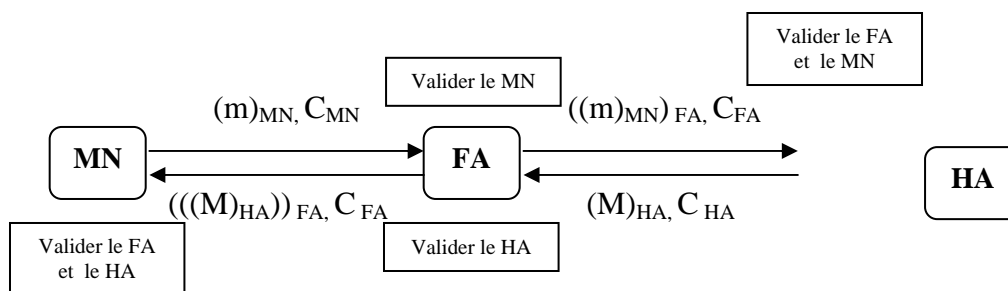 Valider le FA
et le MN
Valider le MN
(m)MN, CMN
((m)MN) FA, CFA
MN
FA
HA
(((M)HA)) FA, C FA
(M)HA, C HA
Valider le FA
et le HA
Valider le HA